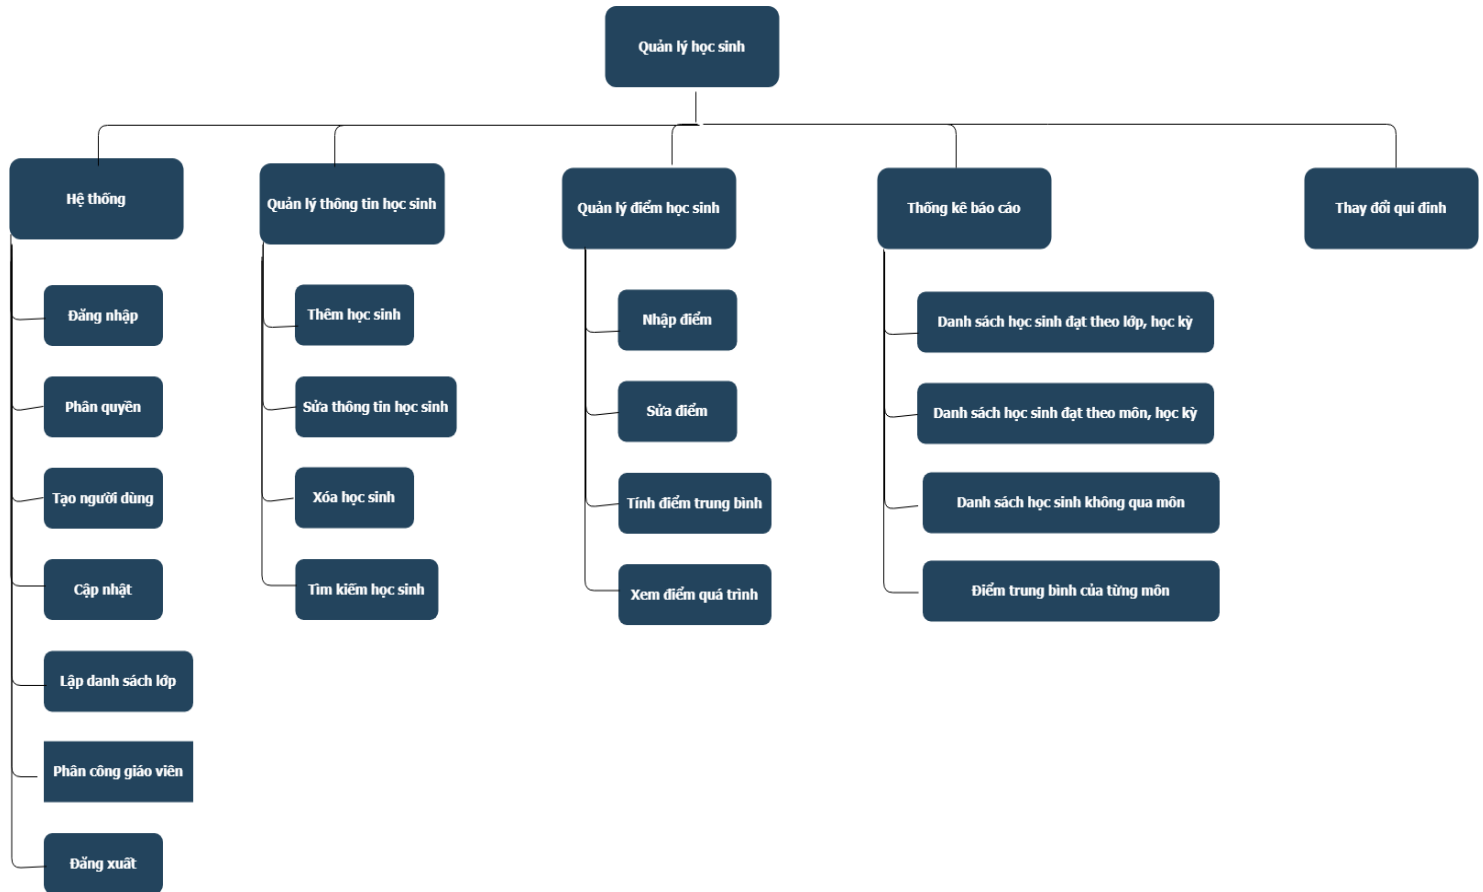 Quản lý học sinh
Hệ thống
Quản lý thông tin học sinh
Quản lý điểm học sinh
Thống kê báo cáo
Thay đổi qui đinh
Đăng nhập
Phân quyền
Tạo người dùng
Cập nhật
Lập danh sách lớp
Phân công giáo viên
Đăng xuất
Thêm học sinh
Sửa thông tin học sinh
Xóa học sinh
Tìm kiếm học sinh
Nhập điểm
Sửa điểm
Tính điểm trung bình
Xem điểm quá trình
Danh sách học sinh đạt theo lớp, học kỳ
Danh sách học sinh đạt theo môn, học kỳ
Danh sách học sinh không qua môn
Điểm trung bình của từng môn